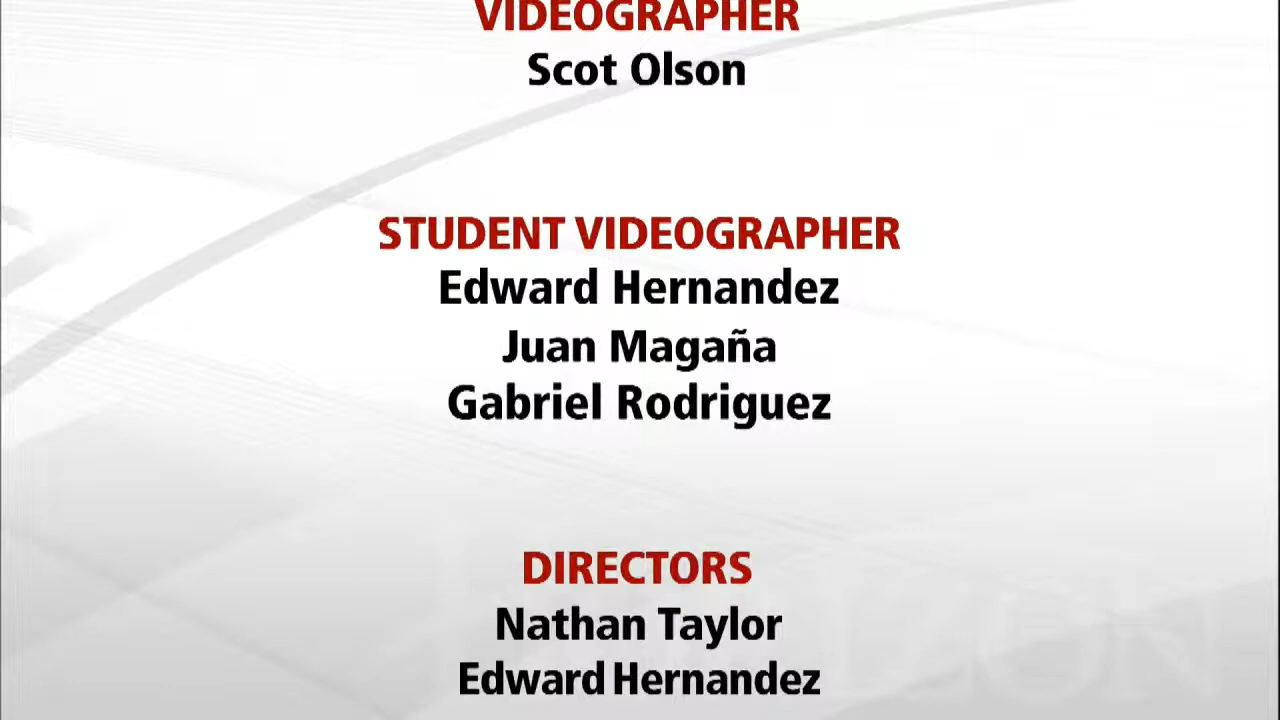 VIDEOGRAPHER
Scot Olson
STUDENT VIDEOGRAPHER
Edward Hernandez
Juan Magaña
Gabriel Rodriguez
DIRECTORS
Nathan Taylor
Edward Hernandez